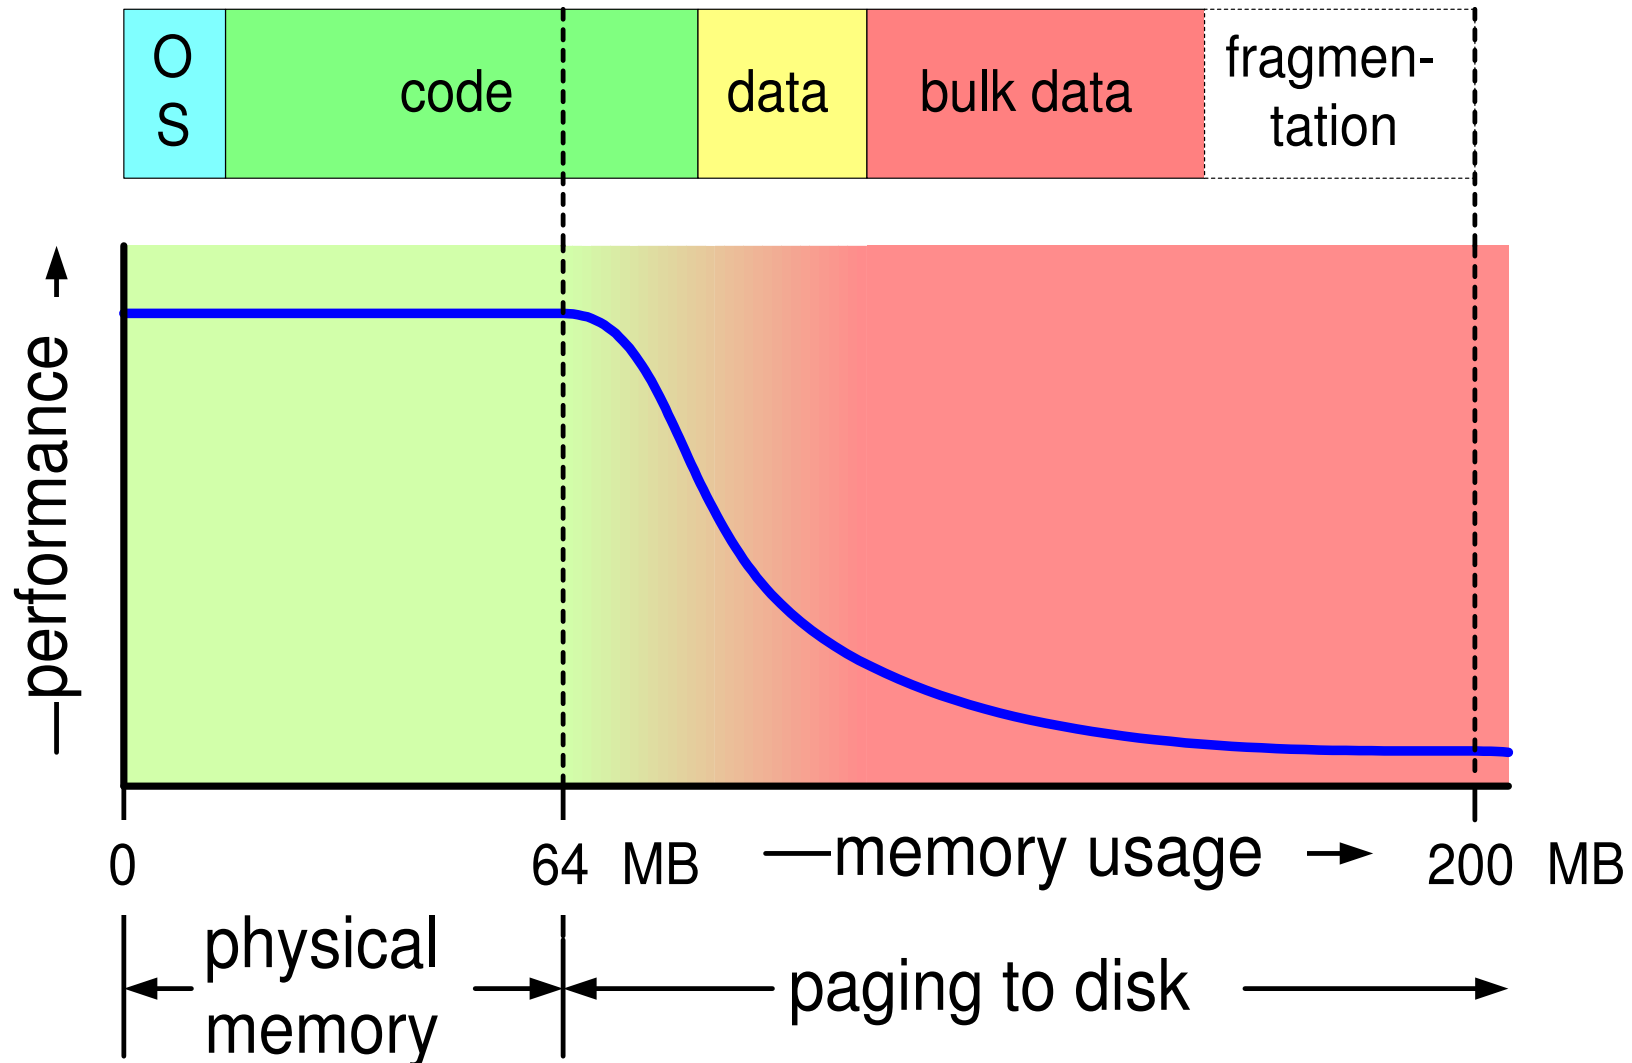 O
S
code
data
bulk data
fragmen-
tation
performance
0
64 MB
memory usage
200 MB
physical
memory
paging to disk